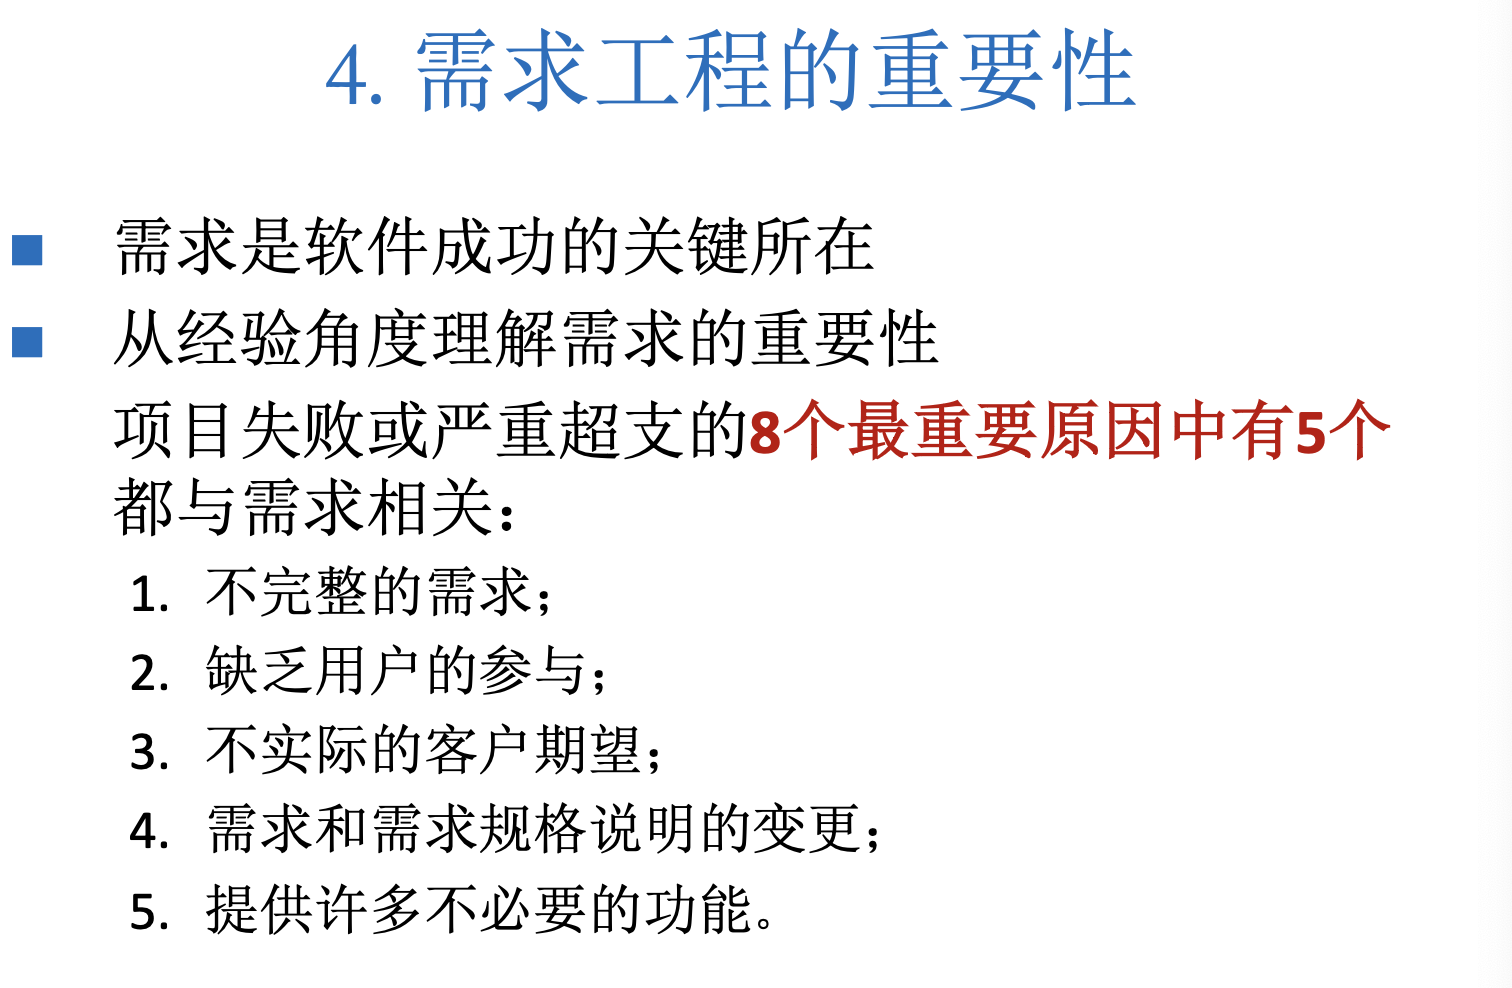 4. 需求工程的重要性
需求是软件成功的关键所在
从经验角度理解需求的重要性
项目失败或严重超支的8个最重要原因中有5个
都与需求相关：
1. 不完整的需求；
2. 缺乏用户的参与；
3. 不实际的客户期望；
4. 需求和需求规格说明的变更；
5. 提供许多不必要的功能。